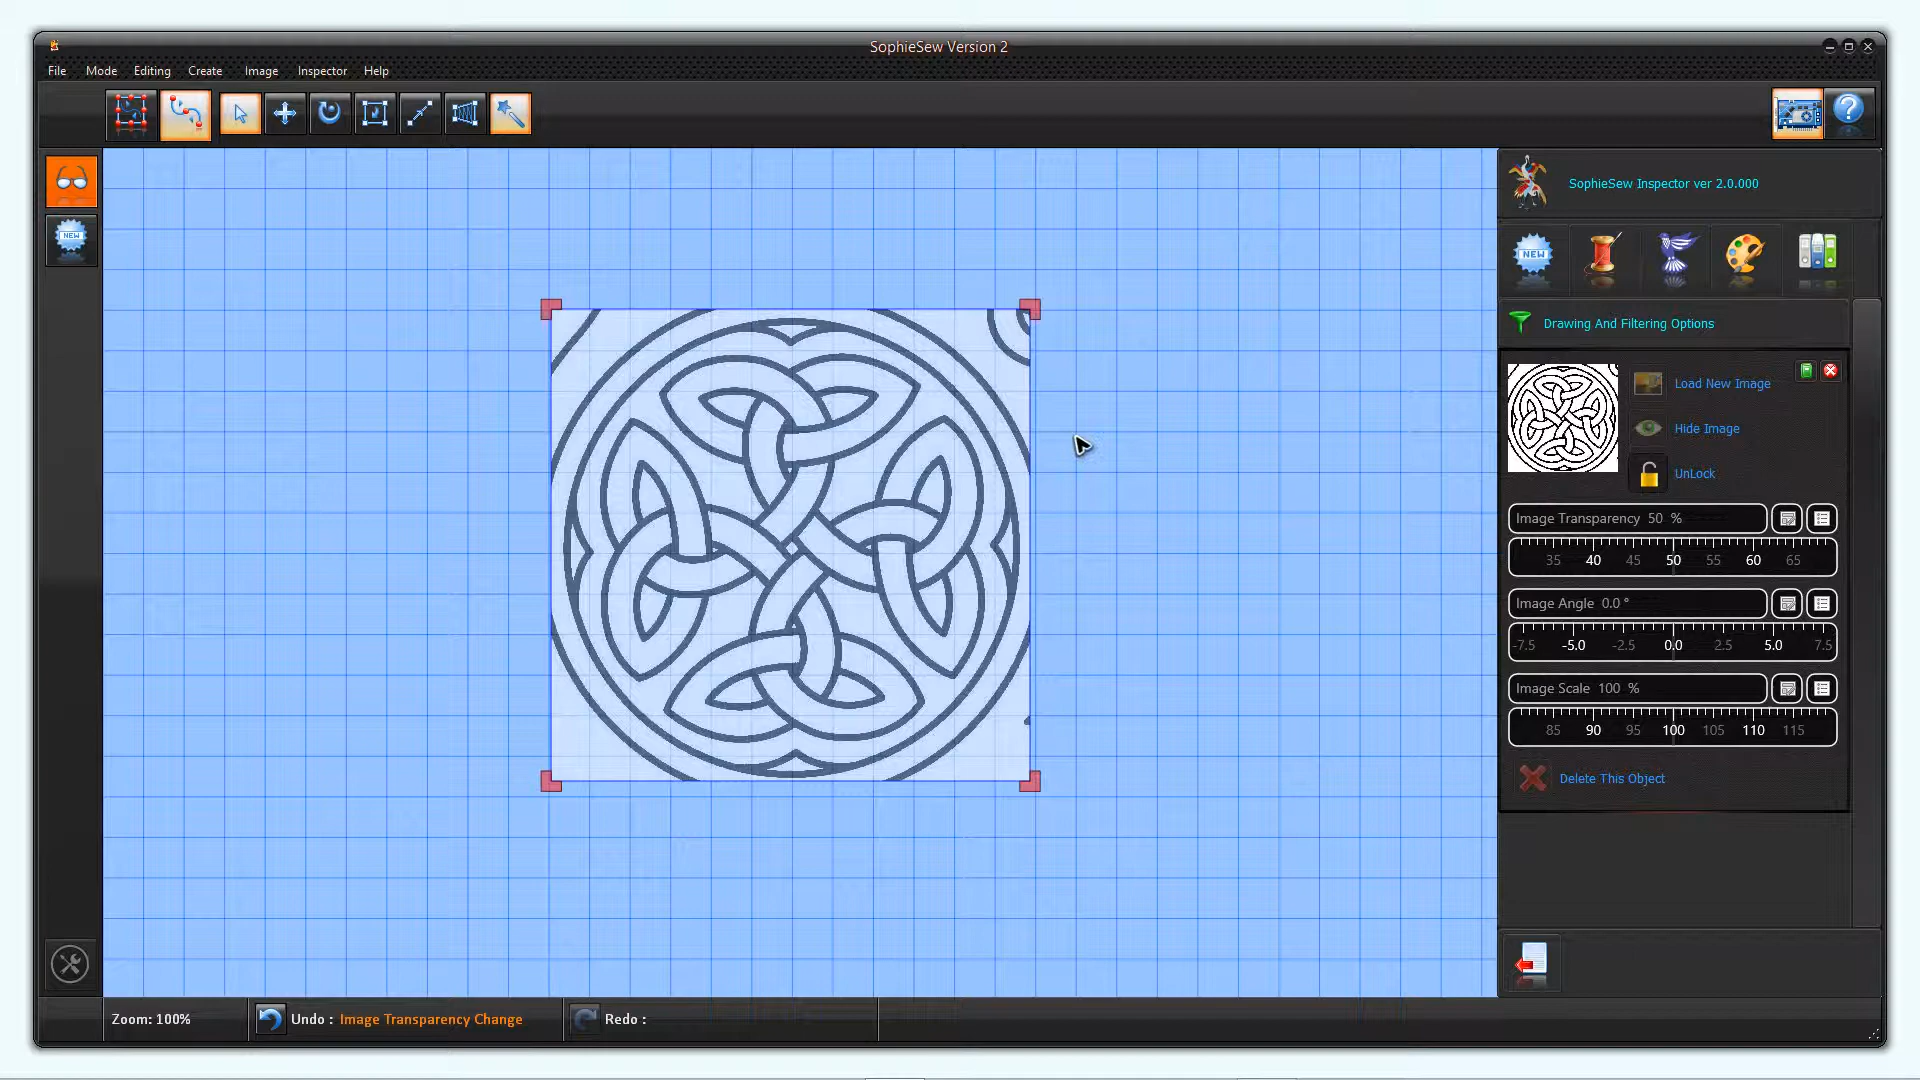 SophieSew Version 2
File Mode Editing Create Image Inspector Help
NEW
SophieSew Inspector ver 2.0.000
NEW
Drawing And Filtering Options
Load New Image
Hide Image
UnLock
Image Transparency 50 %
35 40 45 50 55 60 65
Image Angle 0.0 °
-7.5 -5.0 -2.5 0.0 2.5 5.0 7.5
Image Scale 100 %
85 90 95 100 105 110 115
Delete This Object
Zoom: 100% Undo : Image Transparency Change Redo :